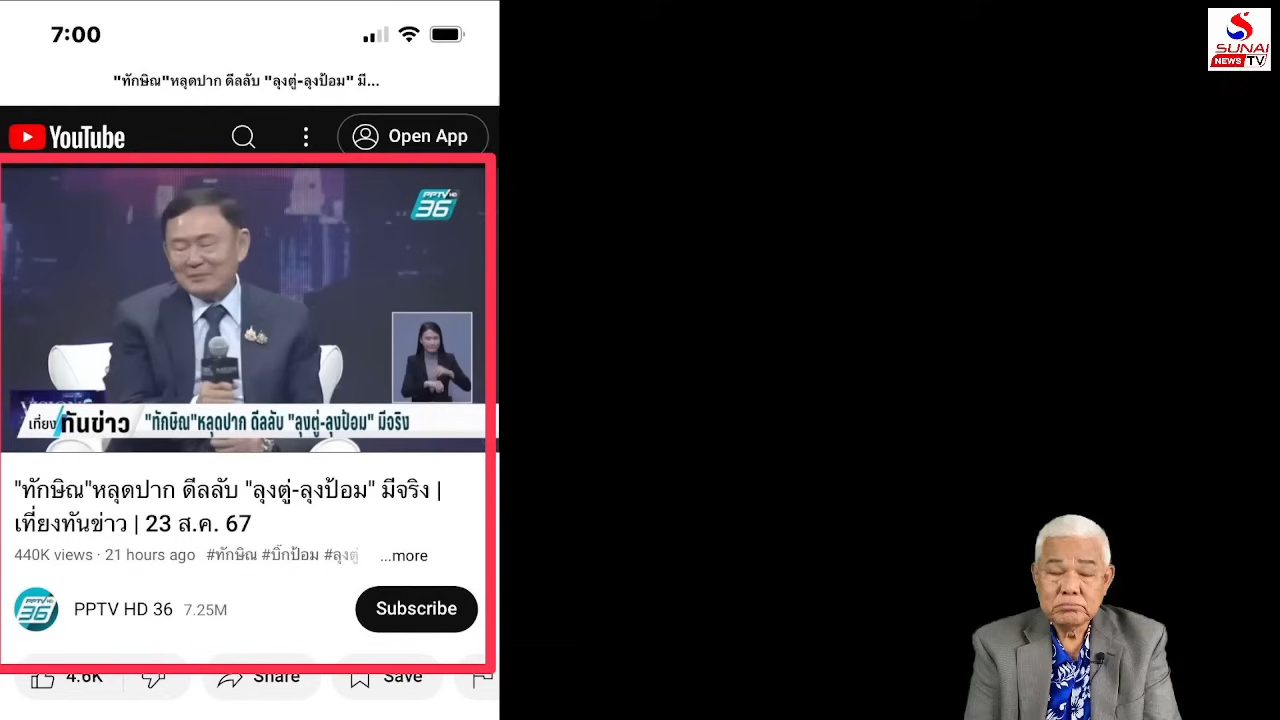 7:00
"ทักษิณ"หลุดปาก ดีลลับ "ลุงตู่-ลุงป้อม" มี...
YouTube
Open App
PPTV HD
36
เที่ยงทันข่าว "ทักษิณ"หลุดปาก ดีลลับ "ลุงตู่-ลุงป้อม" มีจริง
"ทักษิณ"หลุดปาก ดีลลับ "ลุงตู่-ลุงป้อม" มีจริง |
เที่ยงทันข่าว | 23 ส.ค. 67
440K views · 21 hours ago #ทักษิณ #บิ๊กป้อม #ลุงตู่ ...more
PPTV HD 36 7.25M
Subscribe
4.6K
Share
Save
SUNAI
NEWS TV